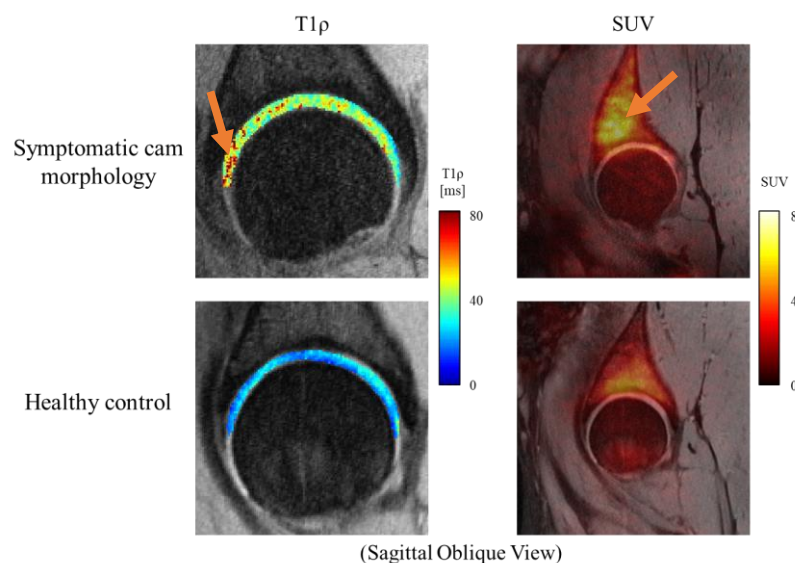 T1ρ
SUV
Symptomatic cam
morphology
T1ρ
[ms]
80
40
0
SUV
8
4
0
Healthy control
(Sagittal Oblique View)